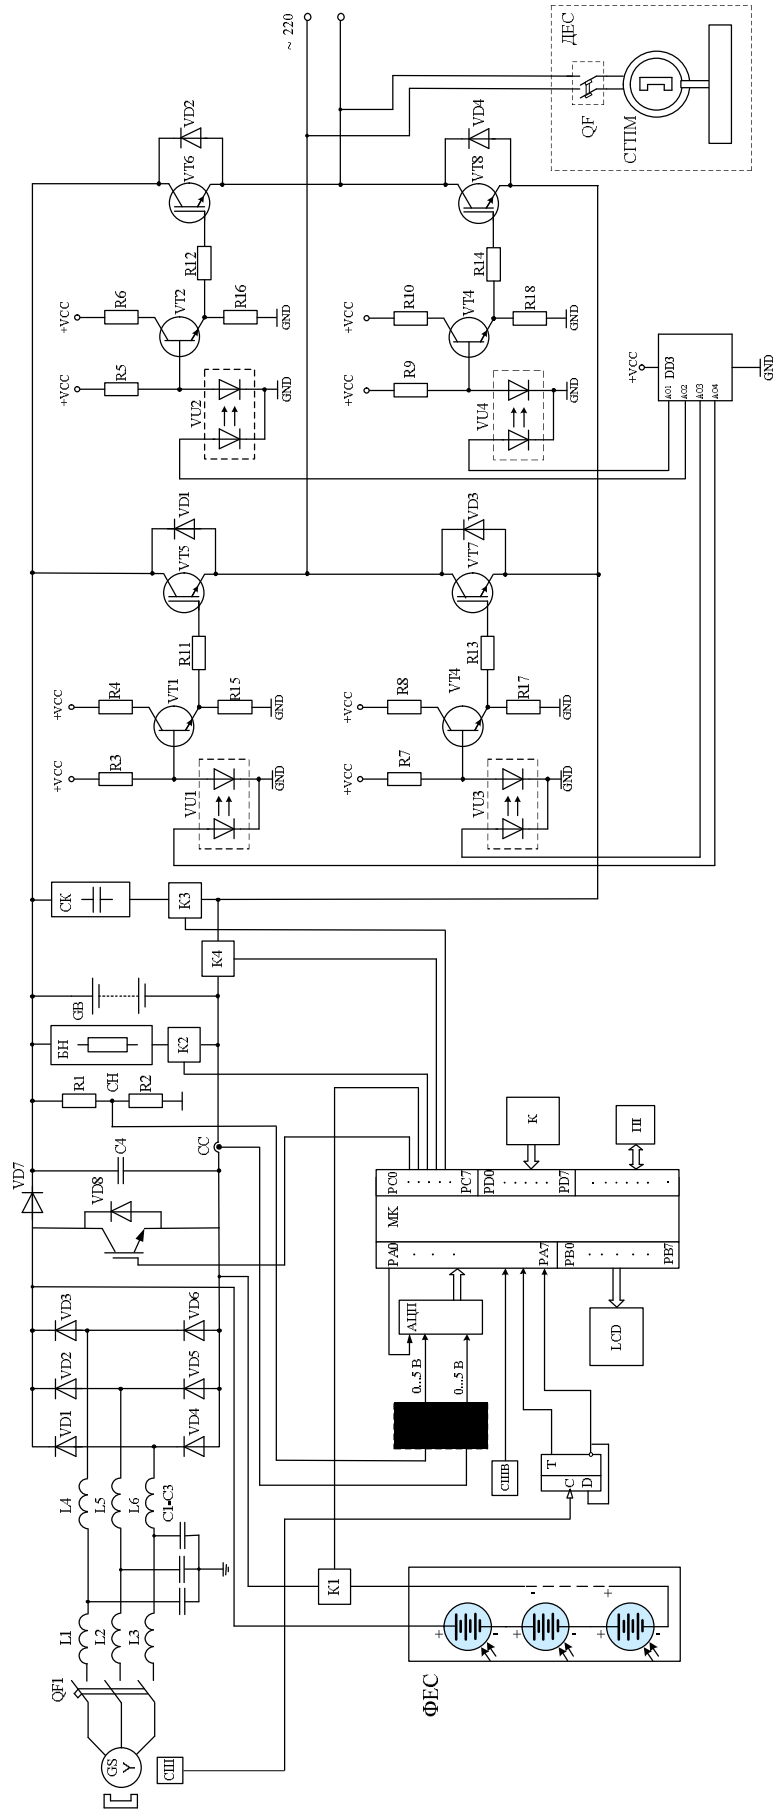 GS
Y
СШ
QF1
L1
L2
L3
L4
L5
L6
C1-C3
VD1
VD2
VD3
VD4
VD5
VD6
VD7
VD8
C4
CC
R1
CH
R2
БН
К2
GB
К4
СК
К3
К1
ФЕС
+
-
+
-
+
-
-
+
T
C
D
СШВ
0...5 В
0...5 В
АЦП
LCD
МК
PA0
PA7
PB0
PB7
PC0
PC7
PD0
PD7
К
+VCC
R3
VU1
GND
+VCC
R4
VT1
R15
GND
R11
VT5
VD1
+VCC
R7
VU3
GND
+VCC
R8
VT4
R17
GND
R13
VT7
VD3
+VCC
R5
VU2
GND
+VCC
R6
VT2
R16
GND
R12
VT6
VD2
+VCC
R9
VU4
GND
+VCC
R10
VT4
R18
GND
R14
VT8
VD4
+VCC
DD3
AO1
AO2
AO3
AO4
GND
~ 220
ДЕС
QF
СГПМ